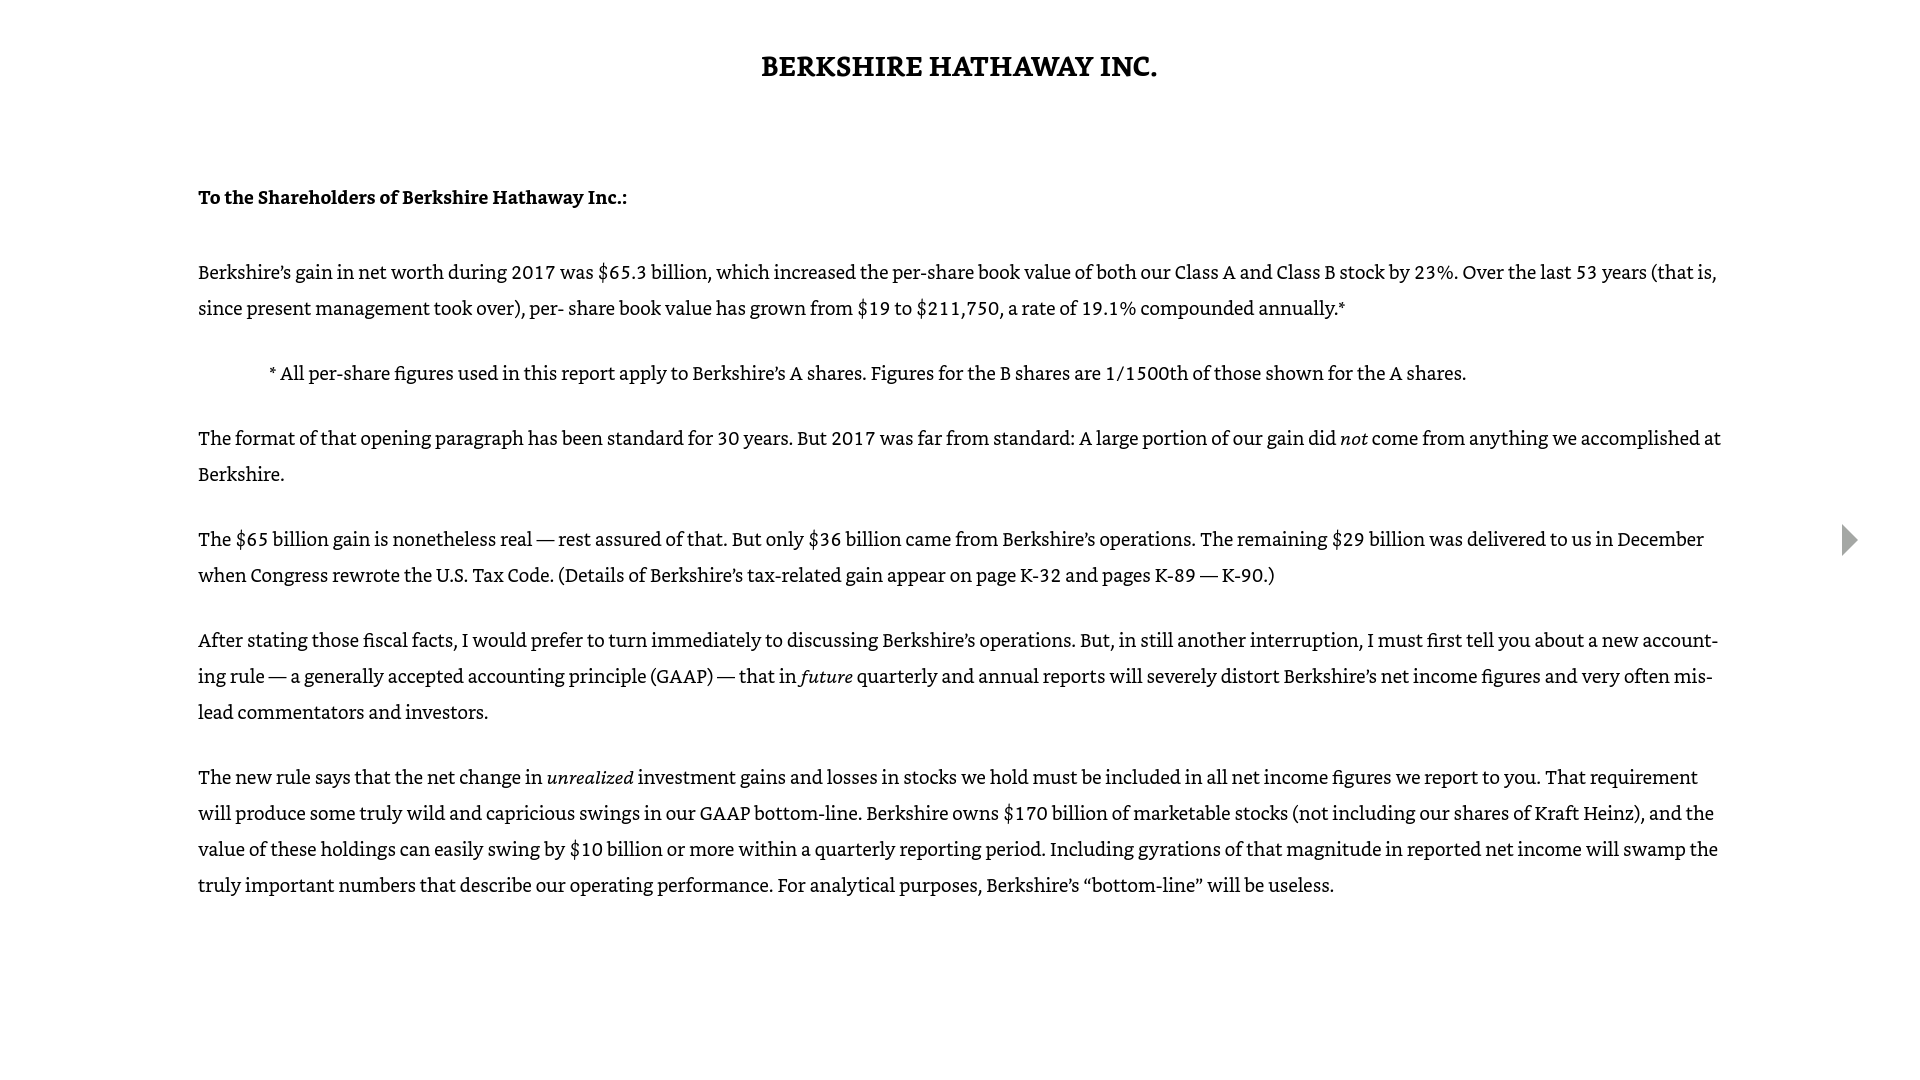 BERKSHIRE HATHAWAY INC.
To the Shareholders of Berkshire Hathaway Inc.:
Berkshire’s gain in net worth during 2017 was $65.3 billion, which increased the per-share book value of both our Class A and Class B stock by 23%. Over the last 53 years (that is,
since present management took over), per- share book value has grown from $19 to $211,750, a rate of 19.1% compounded annually.*
* All per-share figures used in this report apply to Berkshire’s A shares. Figures for the B shares are 1/1500th of those shown for the A shares.
The format of that opening paragraph has been standard for 30 years. But 2017 was far from standard: A large portion of our gain did not come from anything we accomplished at
Berkshire.
The $65 billion gain is nonetheless real — rest assured of that. But only $36 billion came from Berkshire’s operations. The remaining $29 billion was delivered to us in December
when Congress rewrote the U.S. Tax Code. (Details of Berkshire’s tax-related gain appear on page K-32 and pages K-89 — K-90.)
After stating those fiscal facts, I would prefer to turn immediately to discussing Berkshire’s operations. But, in still another interruption, I must first tell you about a new account-
ing rule — a generally accepted accounting principle (GAAP) — that in future quarterly and annual reports will severely distort Berkshire’s net income figures and very often mis-
lead commentators and investors.
The new rule says that the net change in unrealized investment gains and losses in stocks we hold must be included in all net income figures we report to you. That requirement
will produce some truly wild and capricious swings in our GAAP bottom-line. Berkshire owns $170 billion of marketable stocks (not including our shares of Kraft Heinz), and the
value of these holdings can easily swing by $10 billion or more within a quarterly reporting period. Including gyrations of that magnitude in reported net income will swamp the
truly important numbers that describe our operating performance. For analytical purposes, Berkshire’s “bottom-line” will be useless.